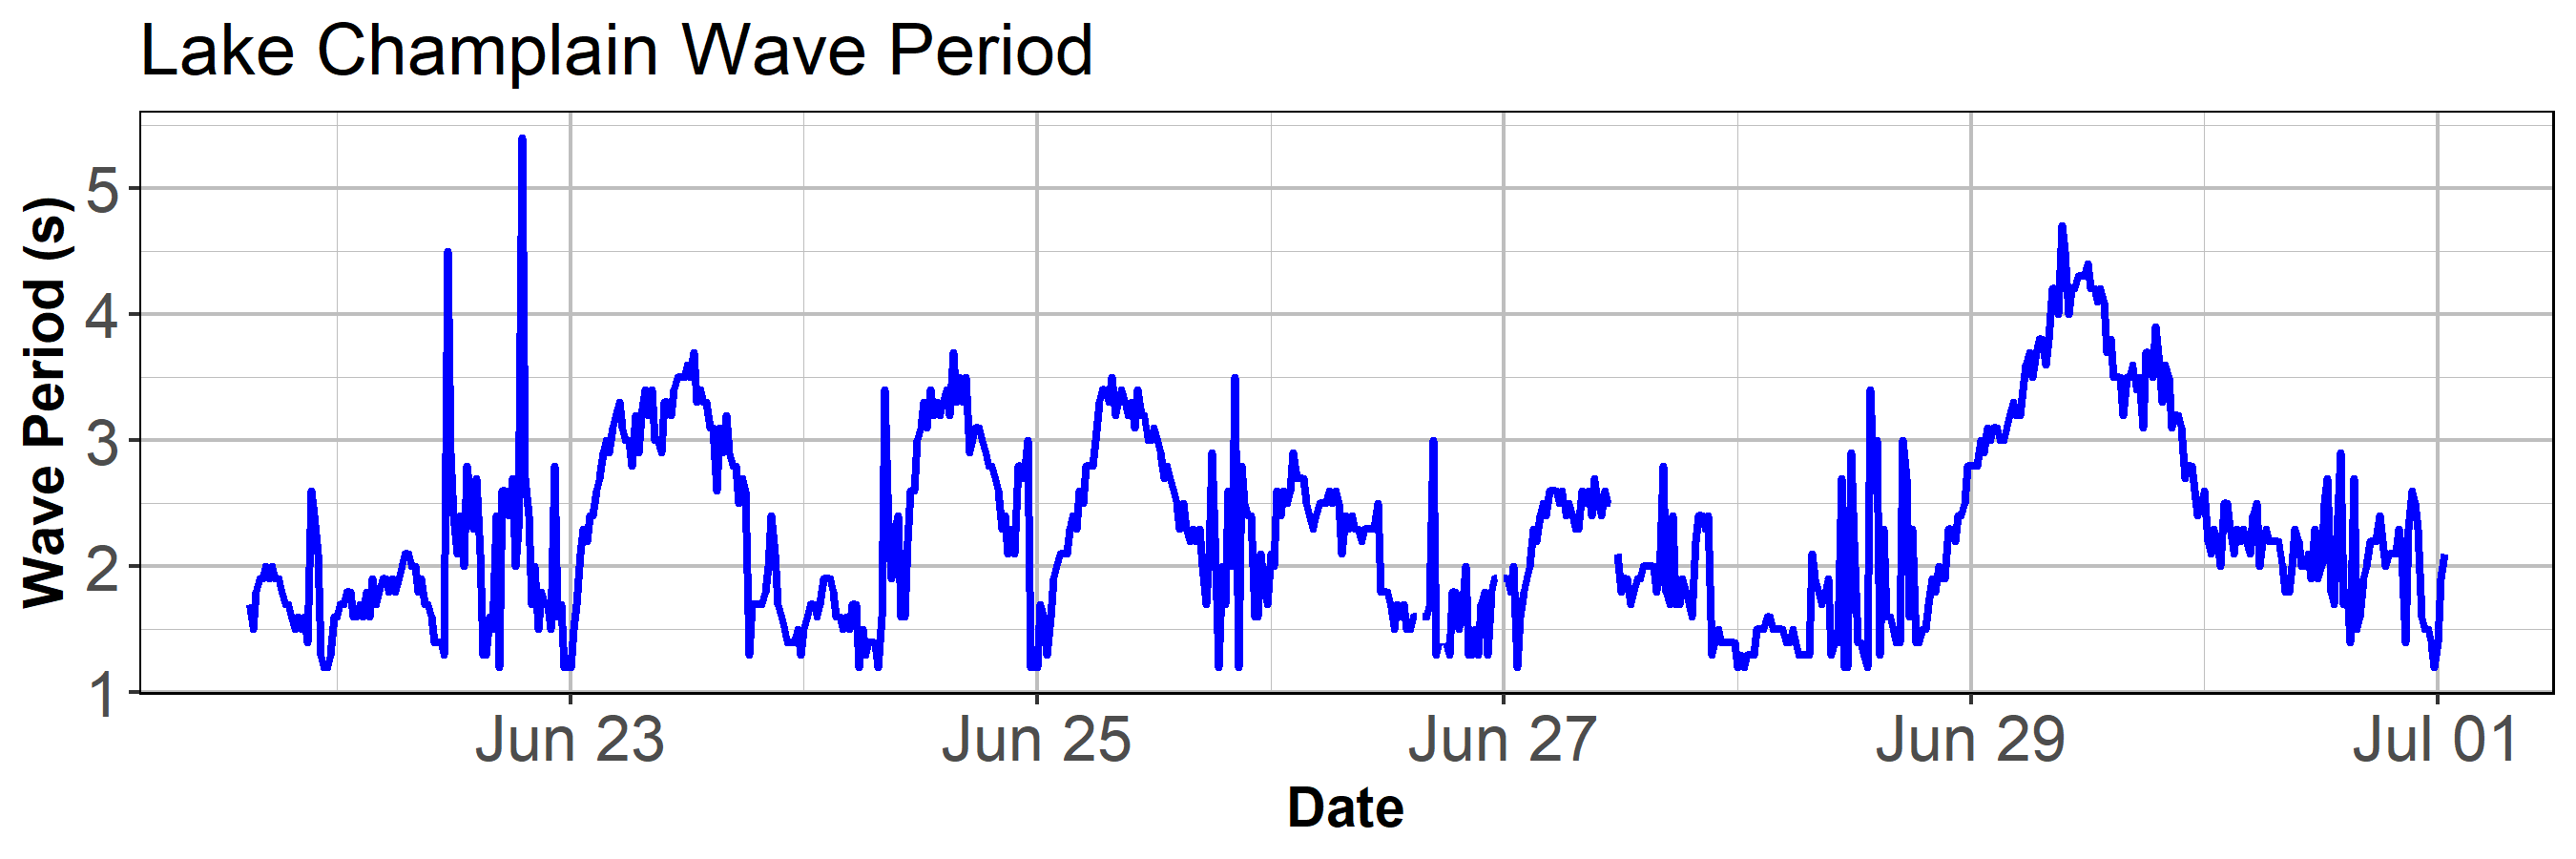 Lake Champlain Wave Period
Wave Period (s)
5
4
3
2
1
Jun 23
Jun 25
Jun 27
Jun 29
Jul 01
Date